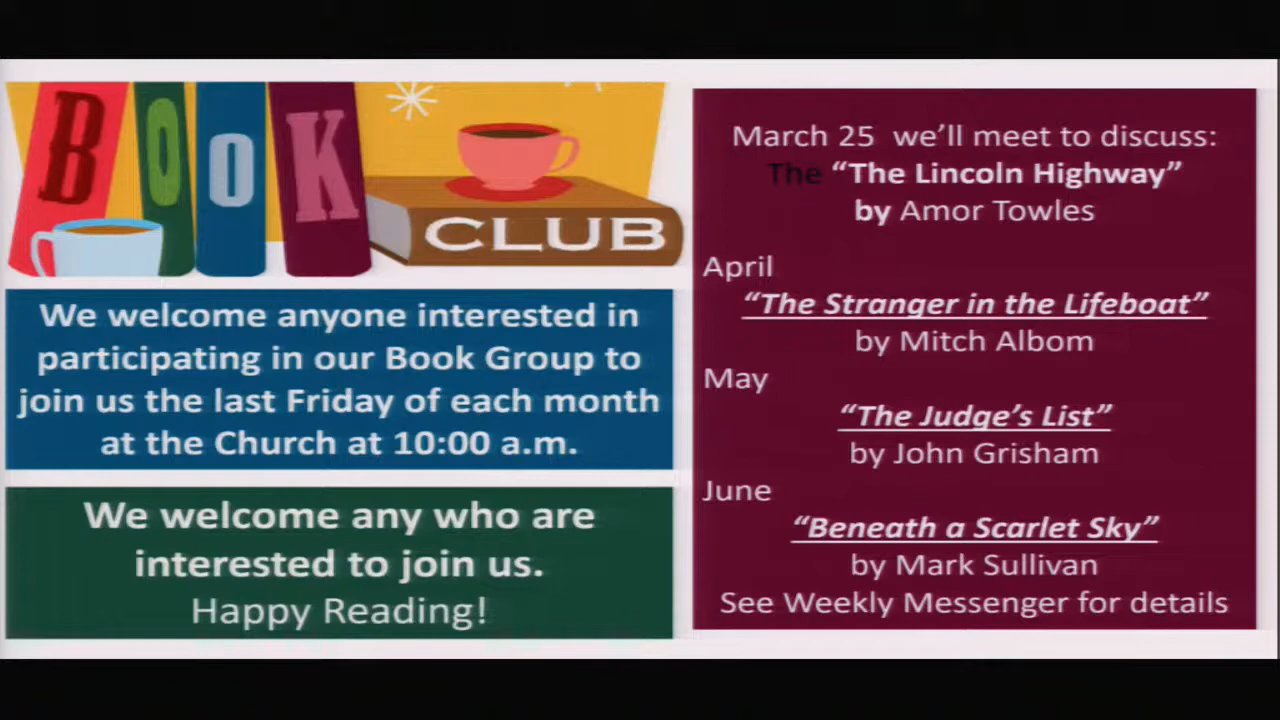 BOOK
CLUB
We welcome anyone interested in
participating in our Book Group to
join us the last Friday of each month
at the Church at 10:00 a.m.
We welcome any who are
interested to join us.
Happy Reading!
March 25 we’ll meet to discuss:
The “The Lincoln Highway”
by Amor Towles
April
“The Stranger in the Lifeboat”
by Mitch Albom
May
“The Judge’s List”
by John Grisham
June
“Beneath a Scarlet Sky”
by Mark Sullivan
See Weekly Messenger for details